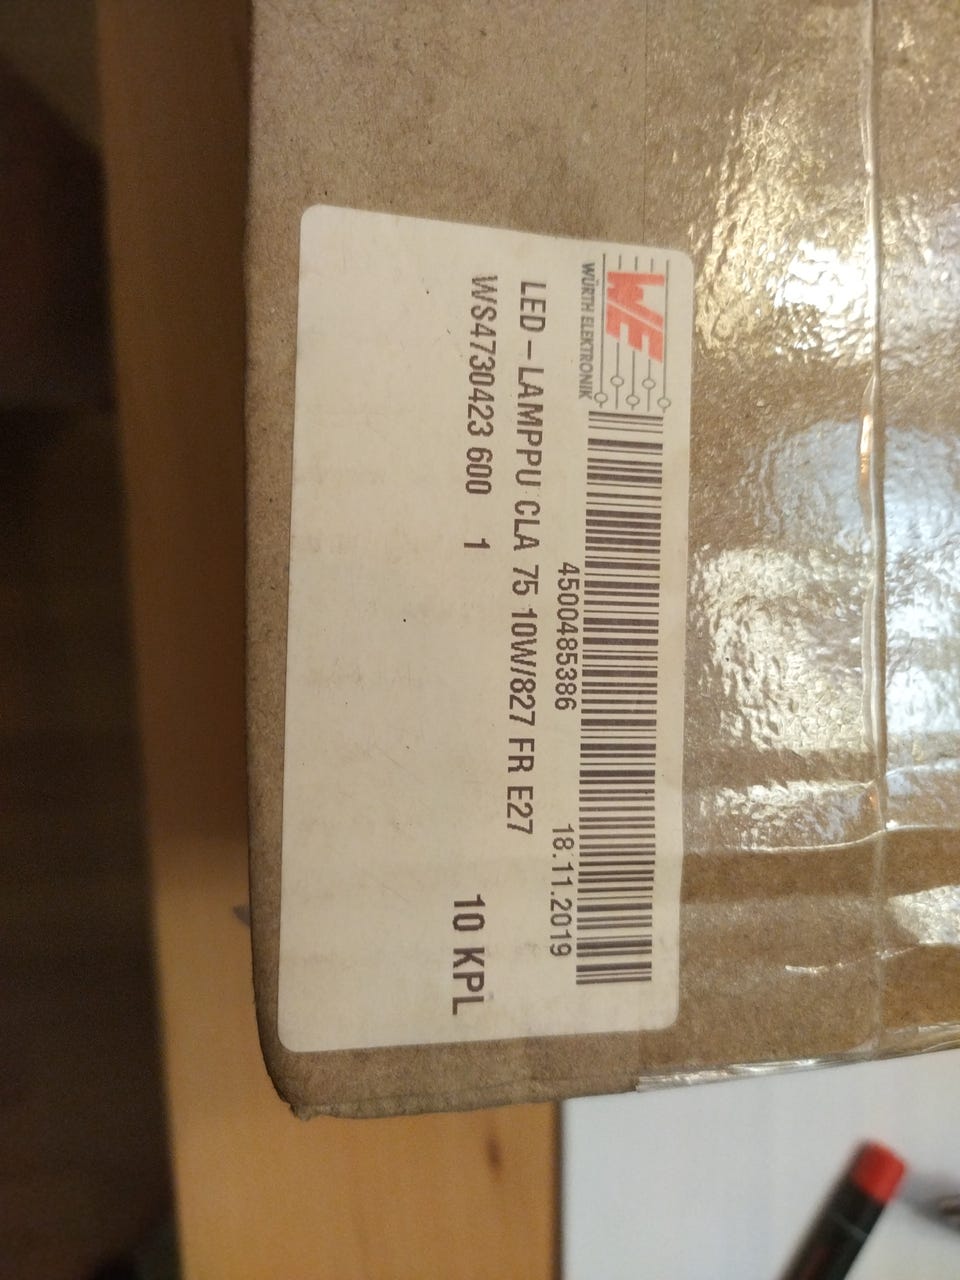 WE
WÜRTH ELEKTRONIK
4500485386 18.11.2019
LED-LAMPPU CLA 75 10W/827 FR E27
WS4730423 600 1
10 KPL